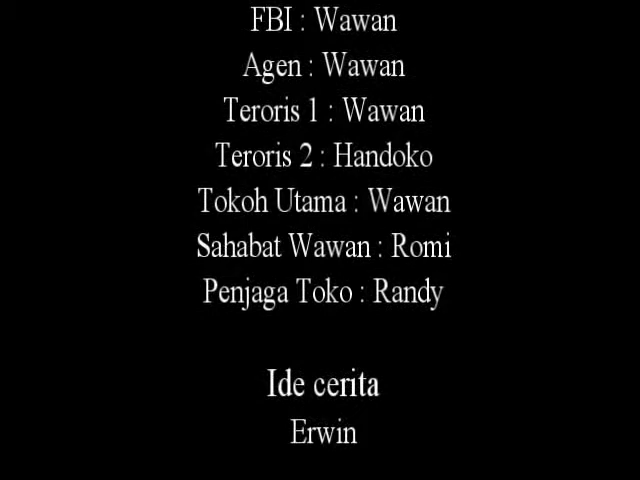 FBI : Wawan
Agen : Wawan
Teroris 1 : Wawan
Teroris 2 : Handoko
Tokoh Utama : Wawan
Sahabat Wawan : Romi
Penjaga Toko : Randy
Ide cerita
Erwin